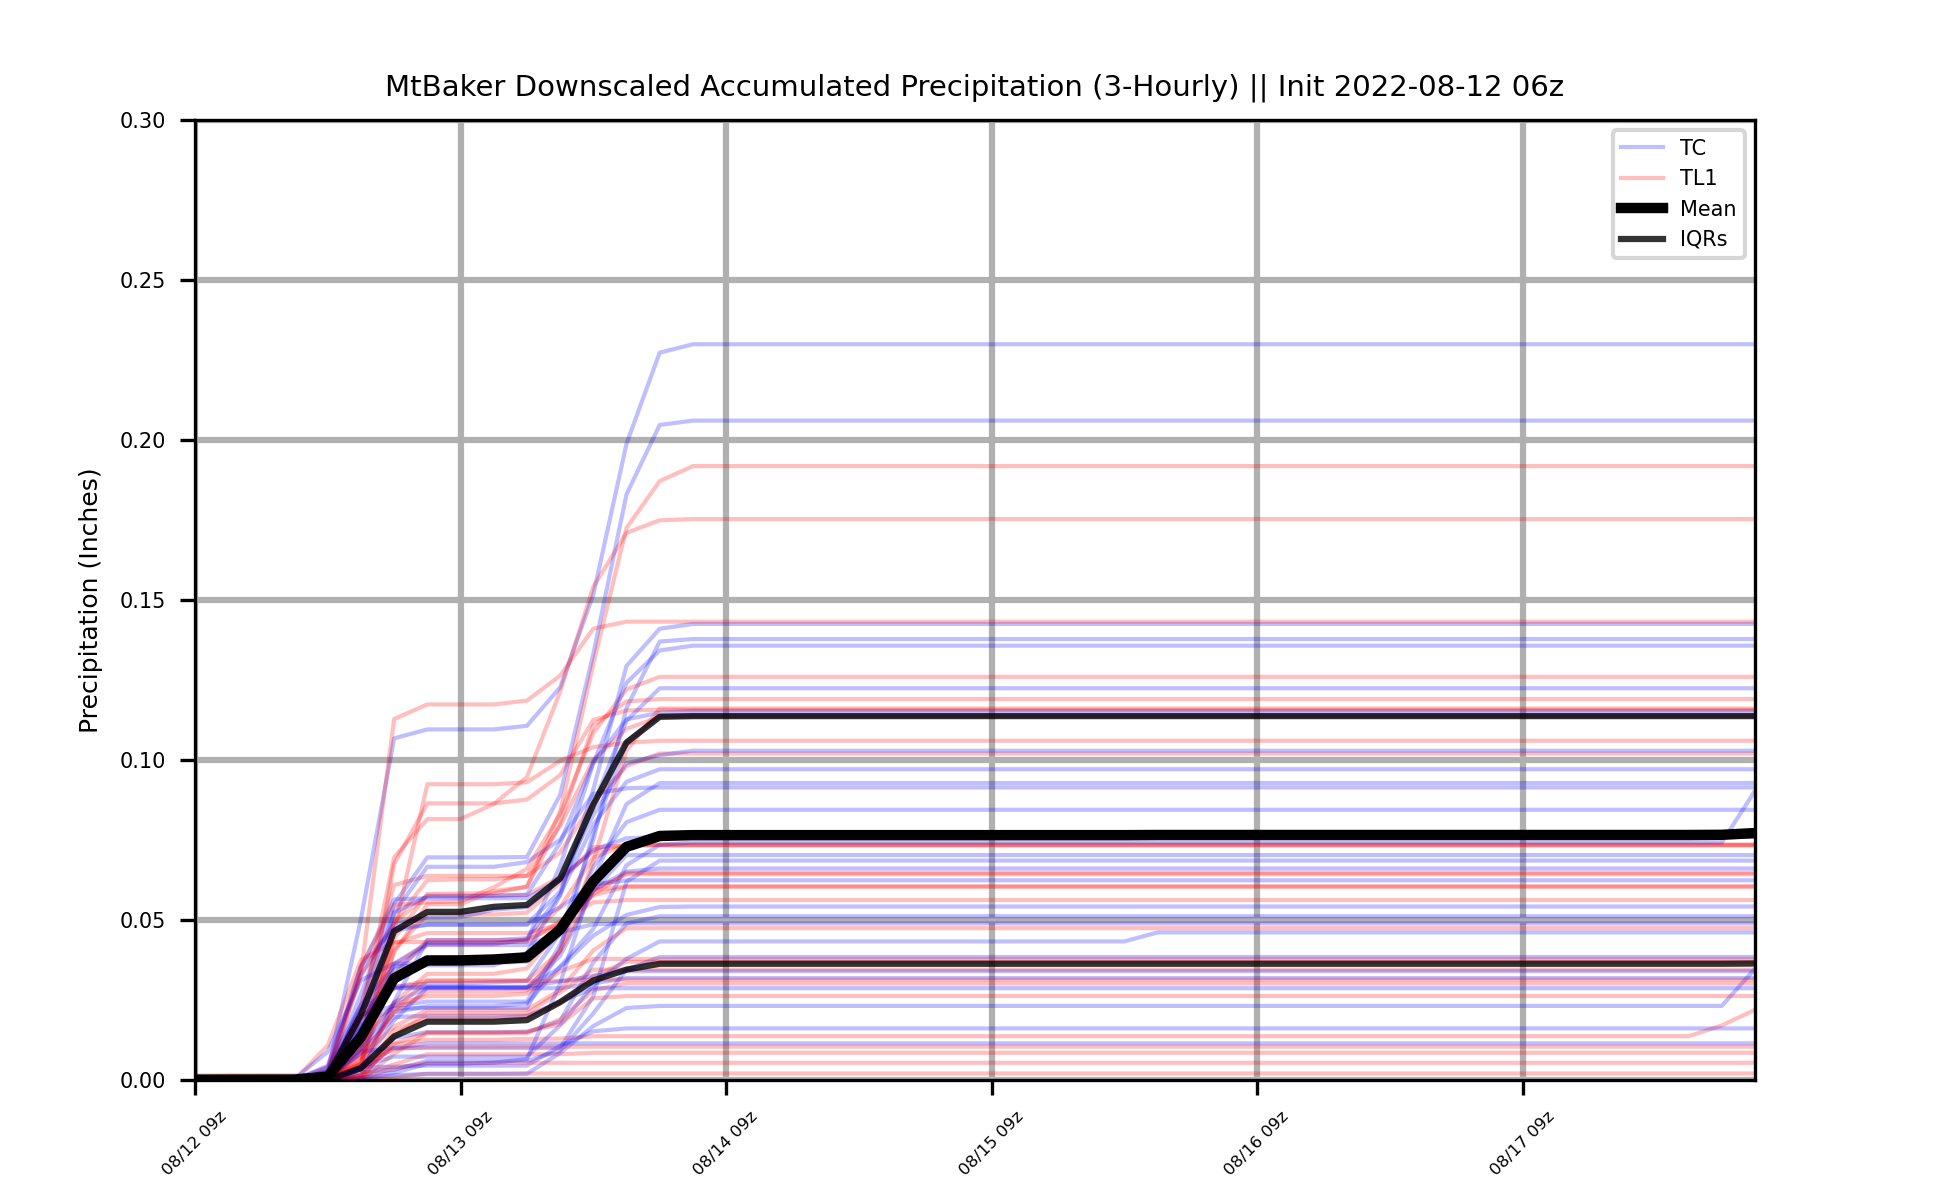 MtBaker Downscaled Accumulated Precipitation (3-Hourly) || Init 2022-08-12 06z
0.30
0.25
0.20
0.15
0.10
0.05
0.00
Precipitation (Inches)
TC
TL1
Mean
IQRs
08/12 09z
08/13 09z
08/14 09z
08/15 09z
08/16 09z
08/17 09z